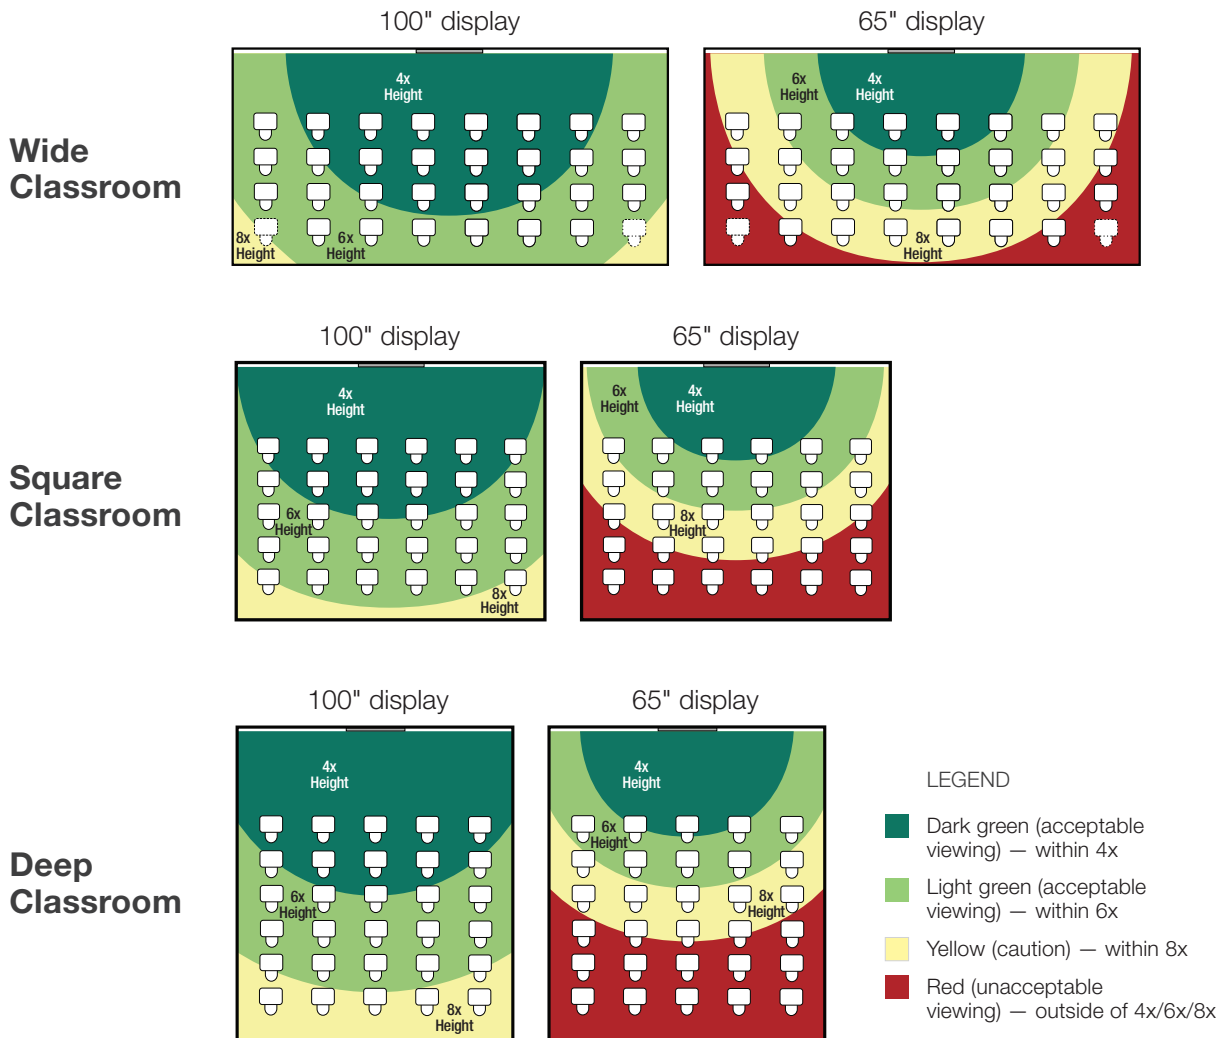 100" display
65" display
Wide
Classroom
4x
Height
8x
Height
6x
Height
6x
Height
4x
Height
8x
Height
100" display
65" display
Square
Classroom
4x
Height
6x
Height
8x
Height
6x
Height
4x
Height
8x
Height
100" display
65" display
Deep
Classroom
4x
Height
6x
Height
8x
Height
4x
Height
6x
Height
8x
Height
LEGEND
Dark green (acceptable
viewing) — within 4x
Light green (acceptable
viewing) — within 6x
Yellow (caution) — within 8x
Red (unacceptable
viewing) — outside of 4x/6x/8x